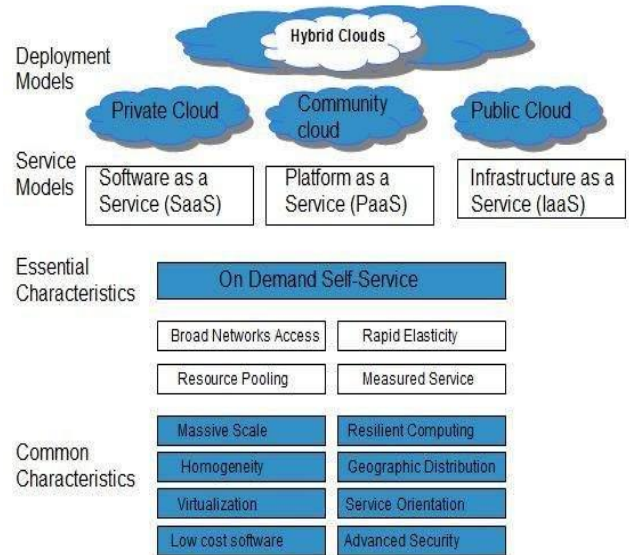 Hybrid Clouds
Deployment
Models
Private Cloud
Community
cloud
Public Cloud
Service
Models
Software as a
Service (SaaS)
Platform as a
Service (PaaS)
Infrastructure as a
Service (IaaS)
Essential
Characteristics
On Demand Self-Service
Broad Networks Access
Rapid Elasticity
Resource Pooling
Measured Service
Common
Characteristics
Massive Scale
Resilient Computing
Homogeneity
Geographic Distribution
Virtualization
Service Orientation
Low cost software
Advanced Security